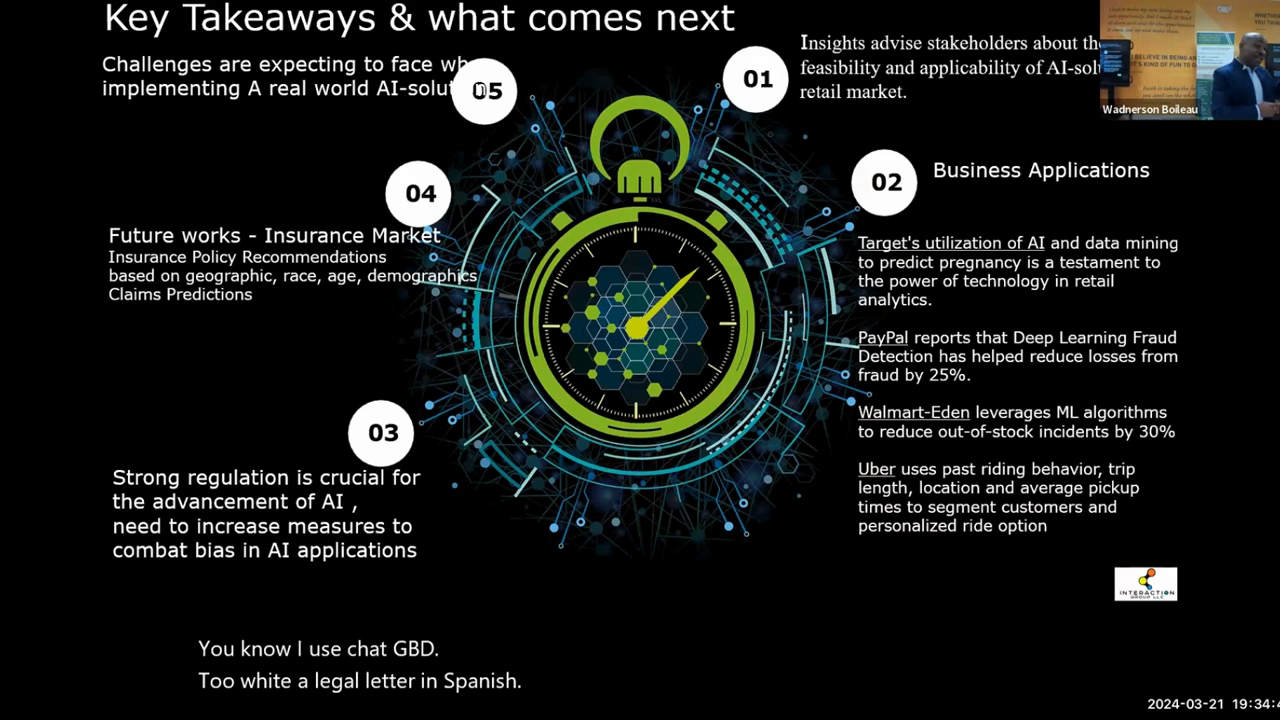 Key Takeaways & what comes next
Challenges are expecting to face
implementing A real world
05
01
Insights advise stakeholders about
feasibility and applicability of
retail market.
Wadnerson Boileau
04
02
Business Applications
Future works - Insurance Market
Insurance Policy Recommendations
based on geographic, race, age, demographics
Claims Predictions
Target's utilization of AI and data mining
to predict pregnancy is a testament to
the power of technology in retail
analytics.
PayPal reports that Deep Learning Fraud
Detection has helped reduce losses from
fraud by 25%.
Walmart-Eden leverages ML algorithms
to reduce out-of-stock incidents by 30%
Uber uses past riding behavior, trip
length, location and average pickup
times to segment customers and
personalized ride option
03
Strong regulation is crucial for
the advancement of AI ,
need to increase measures to
combat bias in AI applications
INTERACTION
GROUP LLC
You know I use chat GBD.
Too white a legal letter in Spanish.
2024-03-21 19:34: